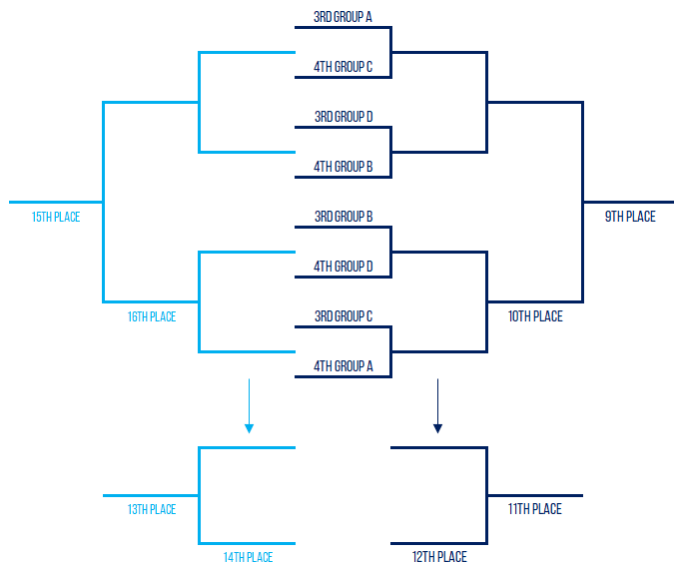 3RD GROUP A
4TH GROUP C
3RD GROUP D
4TH GROUP B
15TH PLACE
9TH PLACE
3RD GROUP B
4TH GROUP D
16TH PLACE
3RD GROUP C
10TH PLACE
4TH GROUP A
13TH PLACE
11TH PLACE
14TH PLACE
12TH PLACE